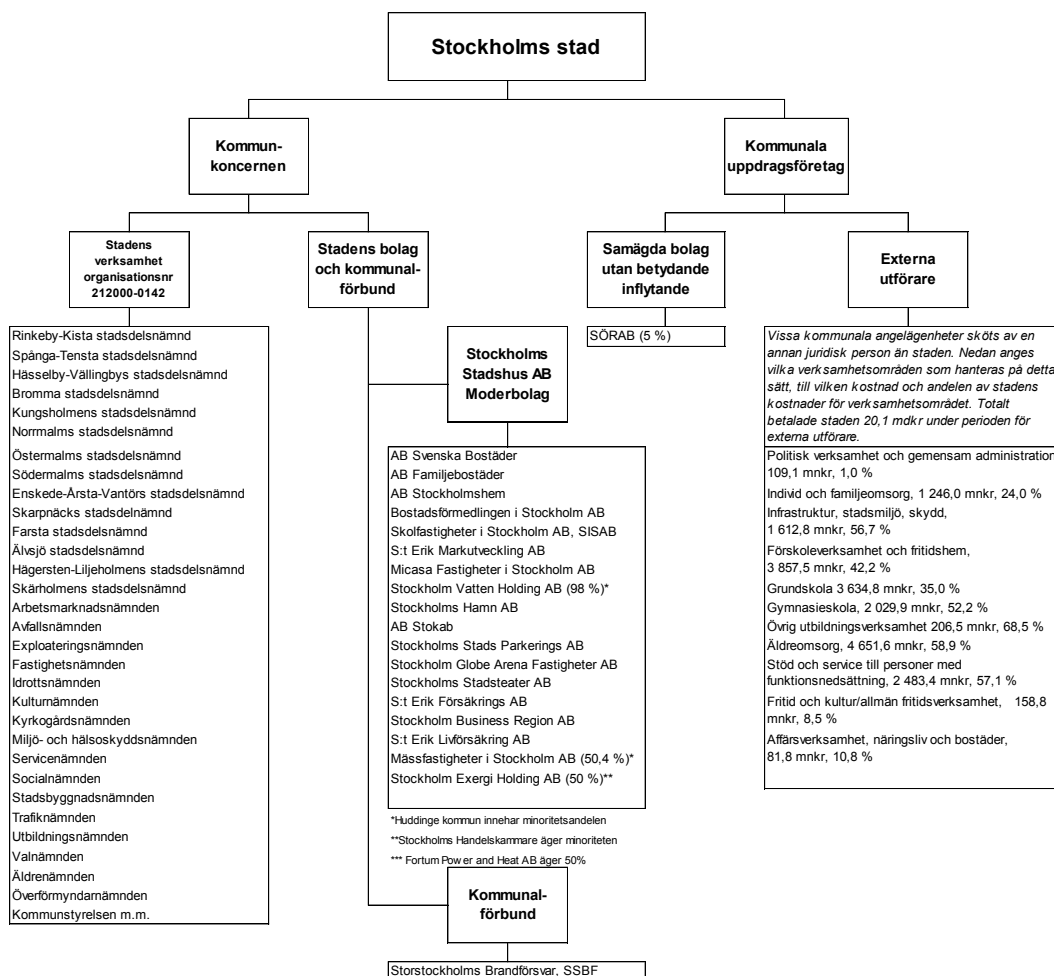 Stockholms stad
Kommun-
koncernen
Kommunala
uppdragsföretag
Stadens
verksamhet
organisationsnr
212000-0142
Stadens bolag
och kommunal-
förbund
Samägda bolag
utan betydande
inflytande
Externa
utförare
Rinkeby-Kista stadsdelsnämnd
Spånga-Tensta stadsdelsnämnd
Hässelby-Vällingbys stadsdelsnämnd
Bromma stadsdelsnämnd
Kungsholmens stadsdelsnämnd
Norrmalms stadsdelsnämnd
Östermalms stadsdelsnämnd
Södermalms stadsdelsnämnd
Enskede-Årsta-Vantörs stadsdelsnämnd
Skarpnäcks stadsdelsnämnd
Farsta stadsdelsnämnd
Älvsjö stadsdelsnämnd
Hägersten-Liljeholmens stadsdelsnämnd
Skärholmens stadsdelsnämnd
Arbetsmarknadsnämnden
Avfallsnämnden
Exploateringsnämnden
Fastighetsnämnden
Idrottsnämnden
Kulturnämnden
Kyrkogårdsnämnden
Miljö- och hälsoskyddsnämnden
Servicenämnden
Socialnämnden
Stadsbyggnadsnämnden
Trafiknämnden
Utbildningsnämnden
Valnämnden
Äldrenämnden
Överförmyndarnämnden
Kommunstyrelsen m.m.
Stockholms
Stadshus AB
Moderbolag
AB Svenska Bostäder
AB Familjebostäder
AB Stockholmshem
Bostadsförmedlingen i Stockholm AB
Skolfastigheter i Stockholm AB, SISAB
S:t Erik Markutveckling AB
Micasa Fastigheter i Stockholm AB
Stockholm Vatten Holding AB (98 %)*
Stockholms Hamn AB
AB Stokab
Stockholms Stads Parkerings AB
Stockholm Globe Arena Fastigheter AB
Stockholms Stadsteater AB
S:t Erik Försäkrings AB
Stockholm Business Region AB
S:t Erik Livförsäkring AB
Mässfastigheter i Stockholm AB (50,4 %)*
Stockholm Exergi Holding AB (50 %)**
*Huddinge kommun innehar minoritetsandelen
**Stockholms Handelskammare äger minoriteten
*** Fortum Power and Heat AB äger 50%
Kommunal-
förbund
Storstockholms Brandförsvar, SSBF
SÖRAB (5 %)
Vissa kommunala angelägenheter sköts av en
annan juridisk person än staden. Nedan anges
vilka verksamhetsområden som hanteras på detta
sätt, till vilken kostnad och andelen av stadens
kostnader för verksamhetsområdet. Totalt
betalade staden 20,1 mdkr under perioden för
externa utförare.
Politisk verksamhet och gemensam administration
109,1 mnkr, 1,0 %
Individ och familjeomsorg, 1 246,0 mnkr, 24,0 %
Infrastruktur, stadsmiljö, skydd,
1 612,8 mnkr, 56,7 %
Förskoleverksamhet och fritidshem,
3 857,5 mnkr, 42,2 %
Grundskola 3 634,8 mnkr, 35,0 %
Gymnasieskola, 2 029,9 mnkr, 52,2 %
Övrig utbildningsverksamhet 206,5 mnkr, 68,5 %
Äldreomsorg, 4 651,6 mnkr, 58,9 %
Stöd och service till personer med
funktionsnedsättning, 2 483,4 mnkr, 57,1 %
Fritid och kultur/allmän fritidsverksamhet, 158,8
mnkr, 8,5 %
Affärsverksamhet, näringsliv och bostäder,
81,8 mnkr, 10,8 %